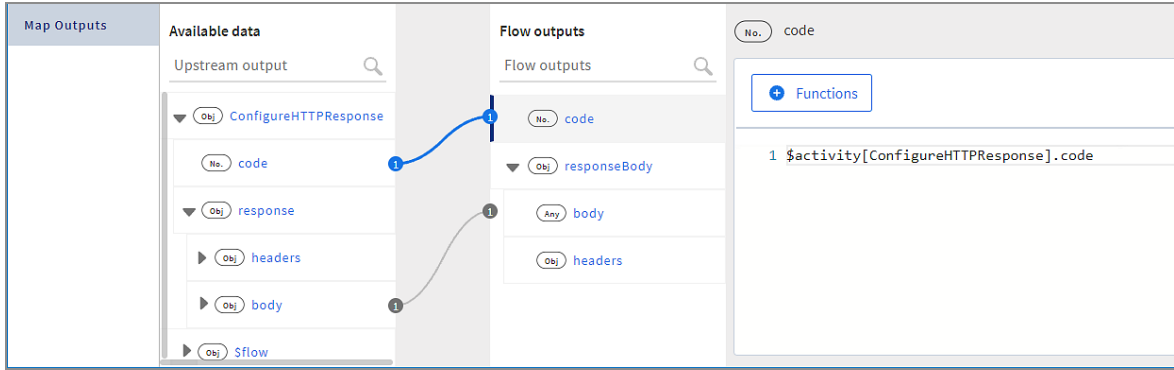 Map Outputs
Available data
Upstream output
Obj ConfigureHTTPResponse
No. code 1
Obj response
Obj headers
Obj body 1
Obj $flow
Flow outputs
Flow outputs
1 No. code
Obj responseBody
1 Any body
Obj headers
No. code
Functions
1 $activity[ConfigureHTTPResponse].code